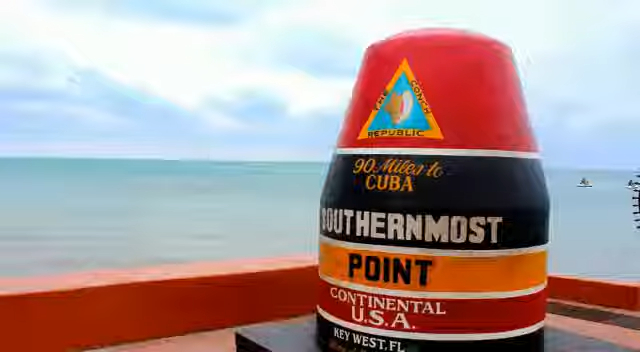 THE CONCH
REPUBLIC
90 Miles to
CUBA
SOUTHERNMOST
POINT
CONTINENTAL
U.S.A.
KEY WEST, FL